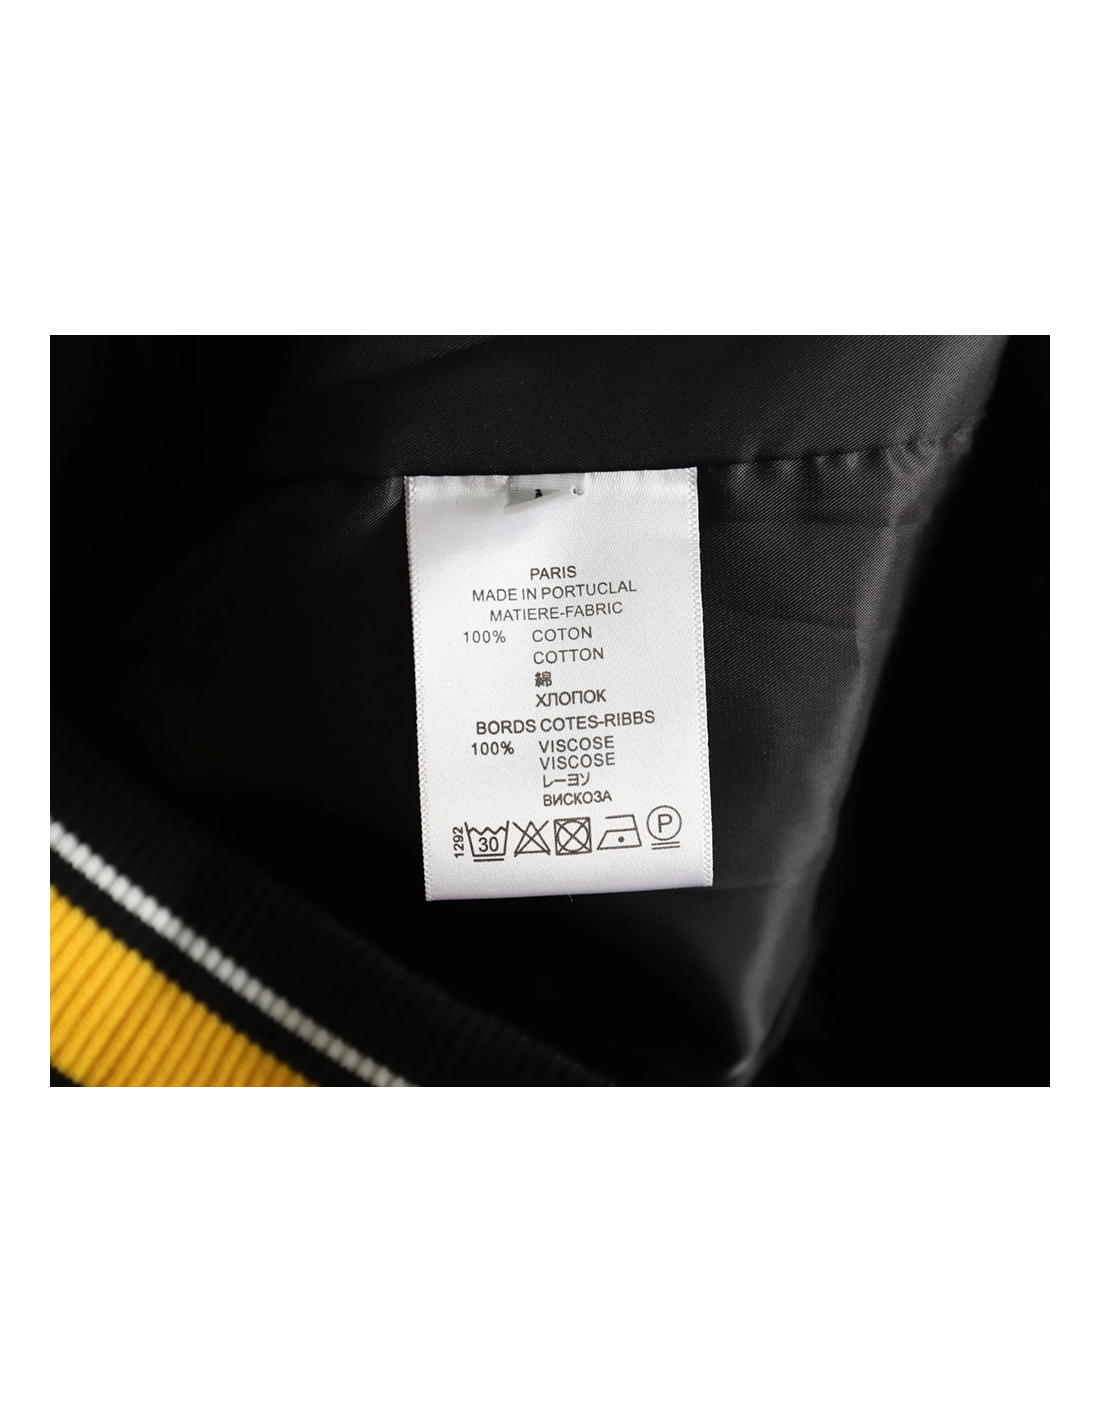 PARIS
MADE IN PORTUCLAL
MATIERE-FABRIC
100% COTON
COTTON
綿
ХЛОПОК
BORDS COTES-RIBBS
100% VISCOSE
VISCOSE
レーヨソ
ВИСКОЗА
1292 30 P